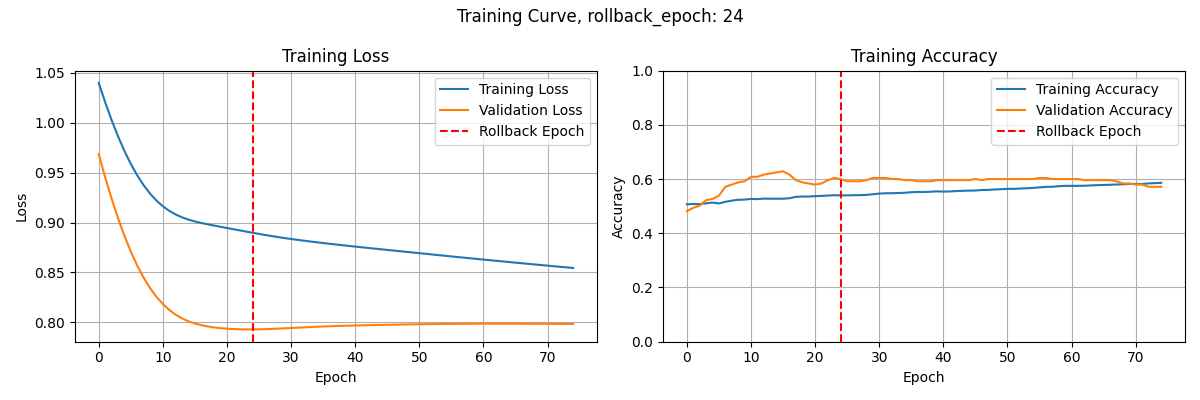 Training Curve, rollback_epoch: 24
Training Loss
1.05
1.00
0.95
0.90
0.85
0.80
Loss
0 10 20 30 40 50 60 70
Epoch
Training Loss
Validation Loss
Rollback Epoch
Training Accuracy
1.0
0.8
0.6
0.4
0.2
0.0
Accuracy
0 10 20 30 40 50 60 70
Epoch
Training Accuracy
Validation Accuracy
Rollback Epoch